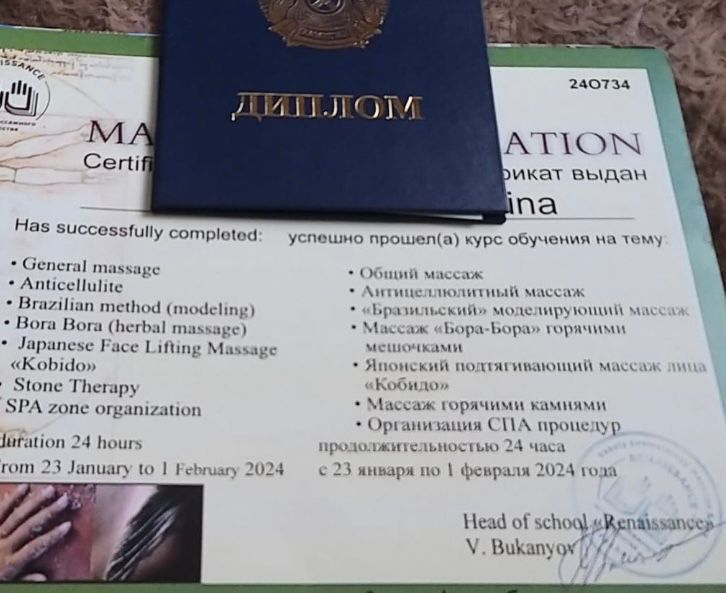 ДИПЛОМ
240734
MA ATION
Certifi рикат выдан
ina
Has successfully completed: успешно прошел(а) курс обучения на тему:
• General massage
• Anticellulite
• Brazilian method (modeling)
• Bora Bora (herbal massage)
• Japanese Face Lifting Massage
«Kobido»
• Stone Therapy
SPA zone organization
duration 24 hours
from 23 January to 1 February 2024
• Общий массаж
• Антицеллюлитный массаж
• «Бразильский» моделирующий массаж
• Массаж «Бора-Бора» горячими
мешочками
• Японский подтягивающий массаж лица
«Кобидо»
• Массаж горячими камнями
• Организация СПА процедур
продолжительностью 24 часа
с 23 января по 1 февраля 2024 года
Head of school «Renaissance»
V. Bukanyov